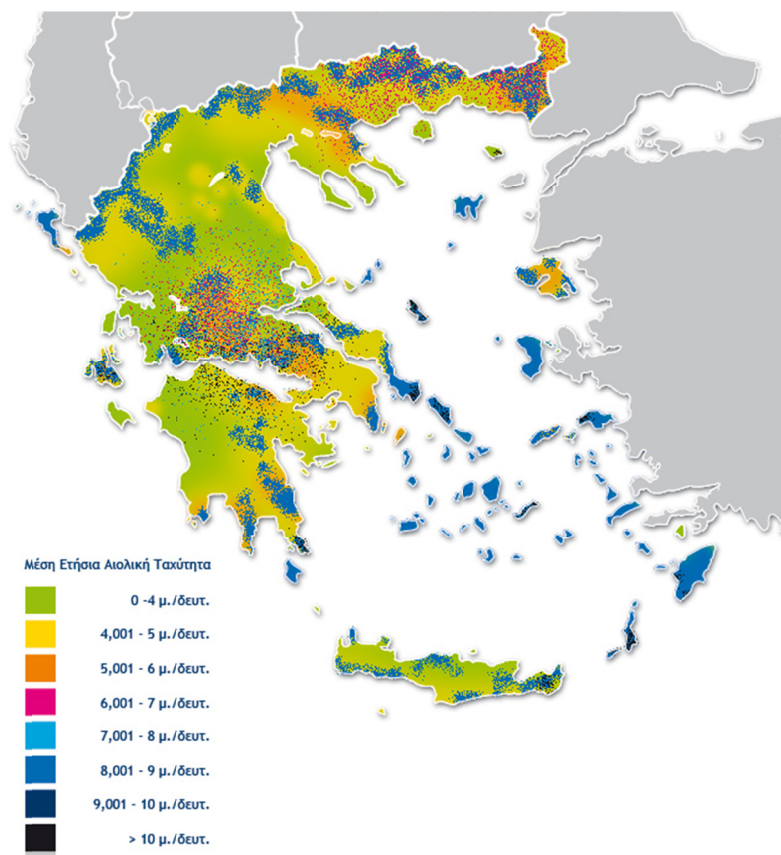 Μέση Ετήσια Αιολική Ταχύτητα
0 -4 μ./δευτ.
4,001 - 5 μ./δευτ.
5,001 - 6 μ./δευτ.
6,001 - 7 μ./δευτ.
7,001 - 8 μ./δευτ.
8,001 - 9 μ./δευτ.
9,001 - 10 μ./δευτ.
> 10 μ./δευτ.